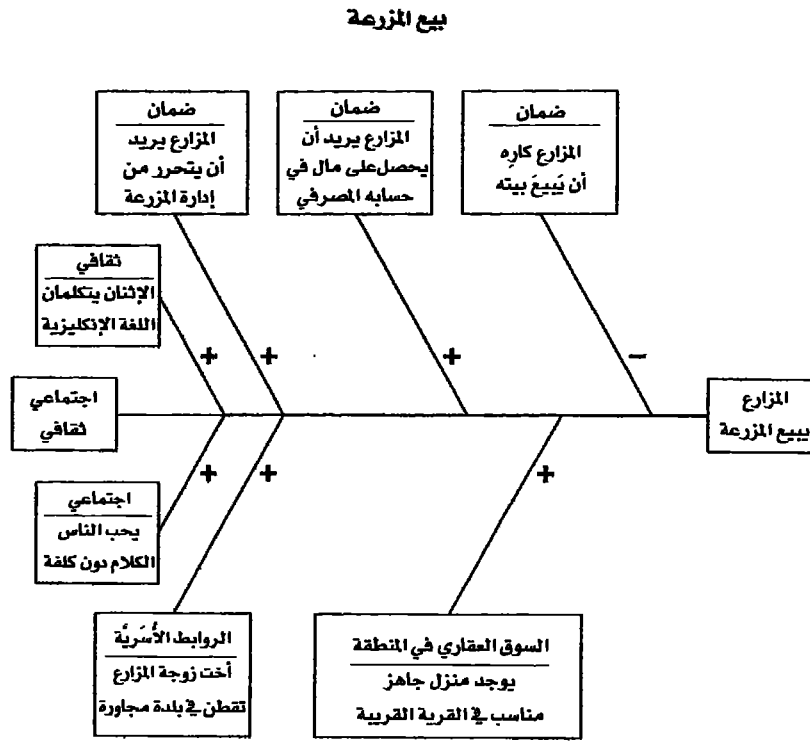 بيع المزرعة
ضمان
المزارع يريد
أن يتحرر من
إدارة المزرعة
ضمان
المزارع يريد أن
يحصل على مال في
حسابه المصرفي
ضمان
المزارع كارِه
أن يَبيعَ بيته
ثقافي
الإثنان يتكلمان
اللغة الإنكليزية
+
+
+
−
اجتماعي
ثقافي
المزارع
يبيع المزرعة
+
+
+
اجتماعي
يحب الناس
الكلام دون كلفة
الروابط الأُسَريَّة
أخت زوجة المزارع
تقطن في بلدة مجاورة
السوق العقاري في المنطقة
يوجد منزل جاهز
مناسب في القرية القريبة